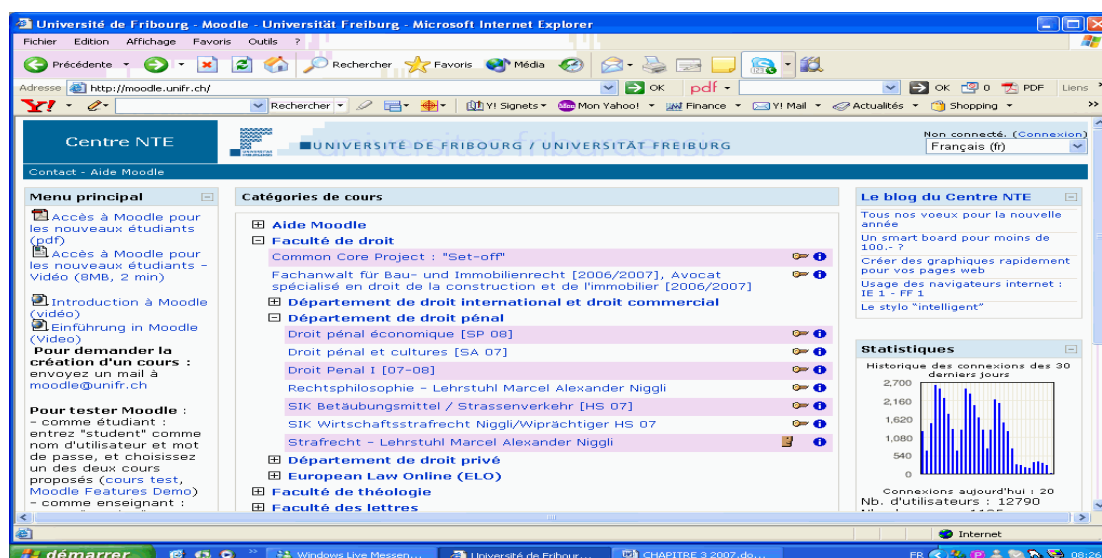 Université de Fribourg - Moodle - Universität Freiburg - Microsoft Internet Explorer
Fichier Edition Affichage Favoris Outils ?
Précédente Rechercher Favoris Média
Adresse http://moodle.unifr.ch/ OK pdf - OK 0 PDF Liens »
Y! Rechercher Y! Signets Mon Yahoo! Finance Y! Mail Actualités Shopping »
Centre NTE
UNIVERSITÉ DE FRIBOURG / UNIVERSITÄT FREIBURG
Non connecté. (Connexion)
Français (fr)
Contact - Aide Moodle
Menu principal
Accès à Moodle pour
les nouveaux étudiants
(pdf)
Accès à Moodle pour
les nouveaux étudiants -
Vidéo (8MB, 2 min)
Introduction à Moodle
(vidéo)
Einführung in Moodle
(Video)
Pour demander la
création d'un cours :
envoyez un mail à
moodle@unifr.ch
Pour tester Moodle :
- comme étudiant :
entrez "student" comme
nom d'utilisateur et mot
de passe, et choisissez
un des deux cours
proposés (cours test,
Moodle Features Demo)
- comme enseignant :
Catégories de cours
Aide Moodle
Faculté de droit
Common Core Project : "Set-off"
Fachanwalt für Bau- und Immobilienrecht [2006/2007], Avocat
spécialisé en droit de la construction et de l'immobilier [2006/2007]
Département de droit international et droit commercial
Département de droit pénal
Droit pénal économique [SP 08]
Droit pénal et cultures [SA 07]
Droit Penal I [07-08]
Rechtsphilosophie - Lehrstuhl Marcel Alexander Niggli
SIK Betäubungsmittel / Strassenverkehr [HS 07]
SIK Wirtschaftsstrafrecht Niggli/Wiprächtiger HS 07
Strafrecht - Lehrstuhl Marcel Alexander Niggli
Département de droit privé
European Law Online (ELO)
Faculté de théologie
Faculté des lettres
Le blog du Centre NTE
Tous nos voeux pour la nouvelle
année
Un smart board pour moins de
100.- ?
Créer des graphiques rapidement
pour vos pages web
Usage des navigateurs internet :
IE 1 - FF 1
Le stylo "intelligent"
Statistiques
Historique des connexions des 30
derniers jours
2,700
2,160
1,620
1,080
540
0
Connexions aujourd'hui : 20
Nb. d'utilisateurs : 12790
Internet
démarrer » Windows Live Messen... Université de Fribour... CHAPITRE 3 2007.do... FR 08:26